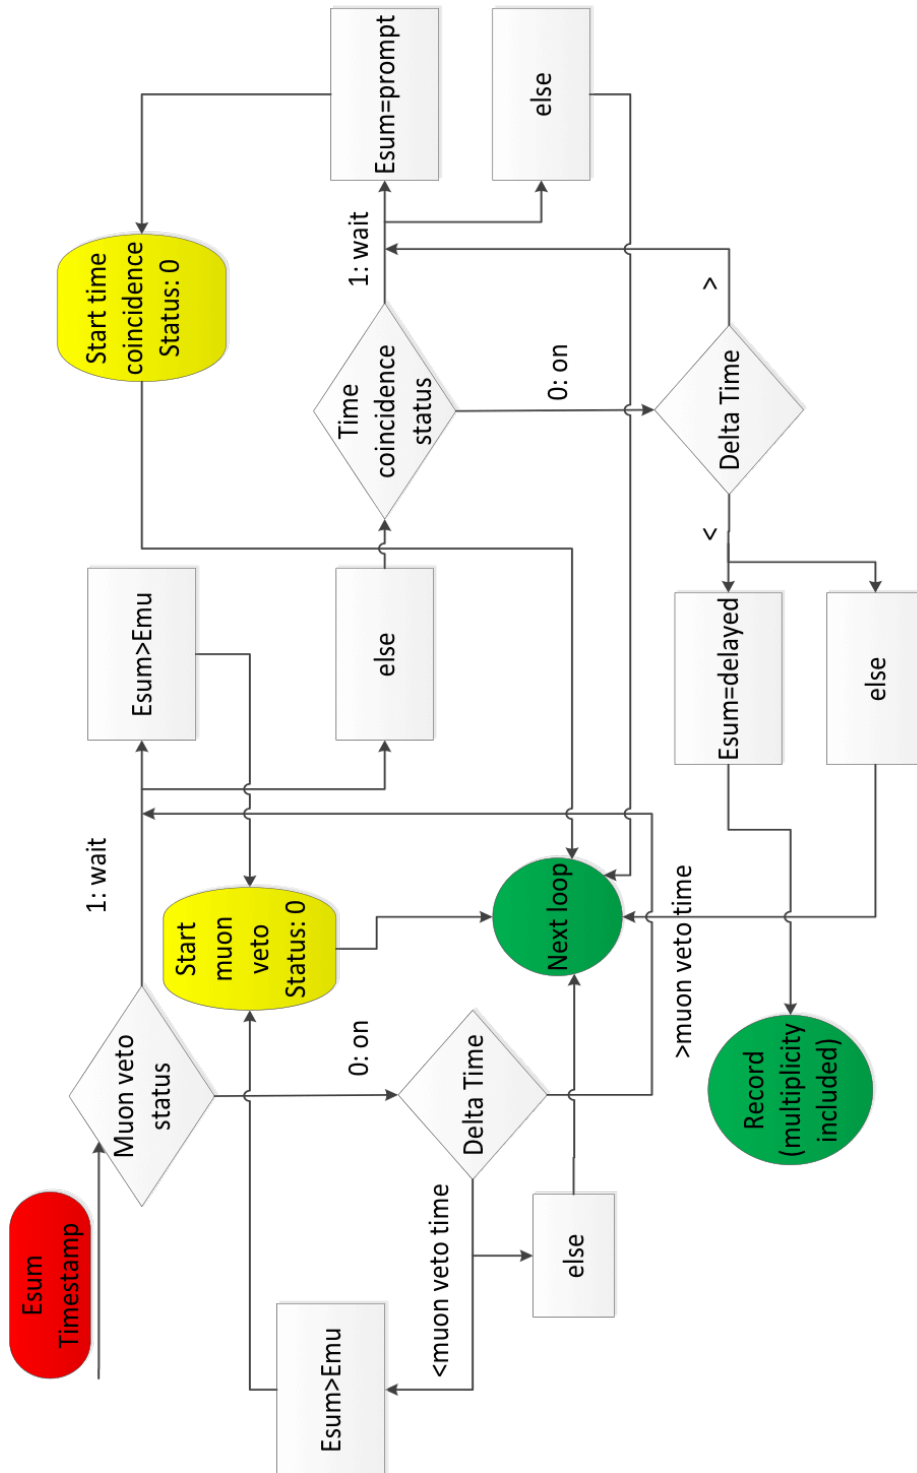 Esum
Timestamp
Muon veto
status
1: wait
0: on
Esum>Emu
else
Start
muon
veto
Status: 0
Delta Time
<muon veto time
>muon veto time
Esum>Emu
else
Next loop
Time
coincidence
status
1: wait
0: on
Esum=prompt
else
Start time
coincidence
Status: 0
Delta Time
<
>
Esum=delayed
else
Record
(multiplicity
included)